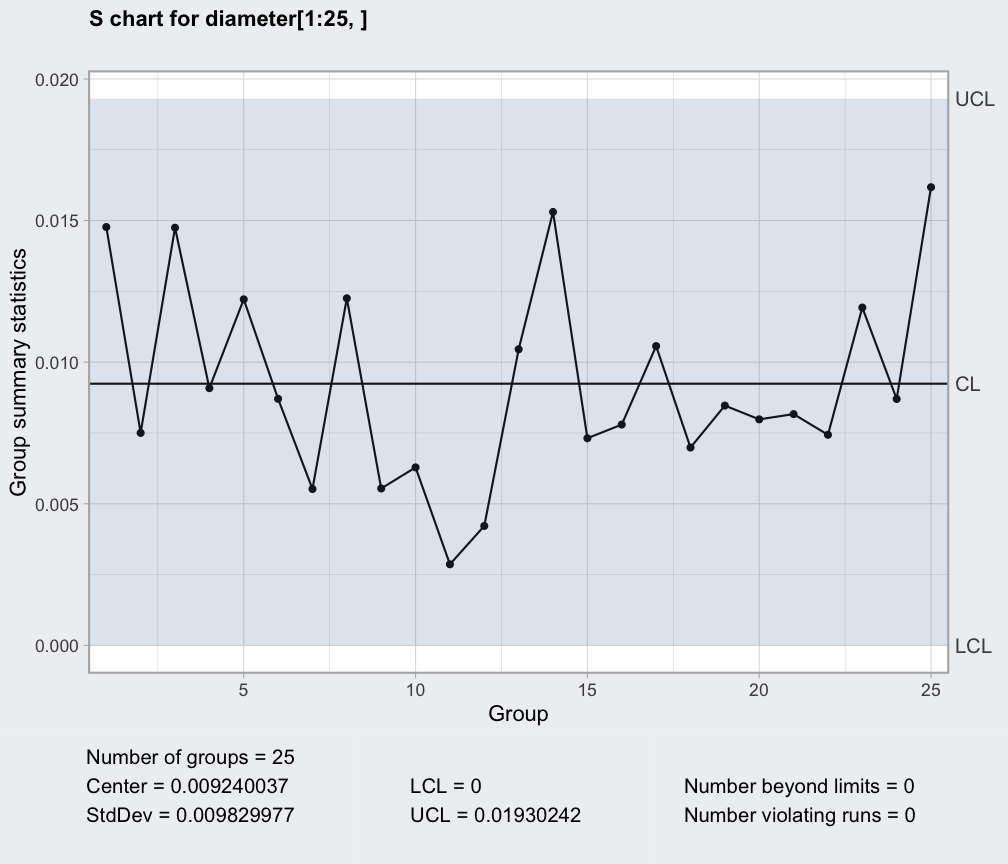 S chart for diameter[1:25, ]
0.020
UCL
0.015
0.010
CL
0.005
0.000
LCL
Group summary statistics
5 10 15 20 25
Group
Number of groups = 25
Center = 0.009240037 LCL = 0 Number beyond limits = 0
StdDev = 0.009829977 UCL = 0.01930242 Number violating runs = 0